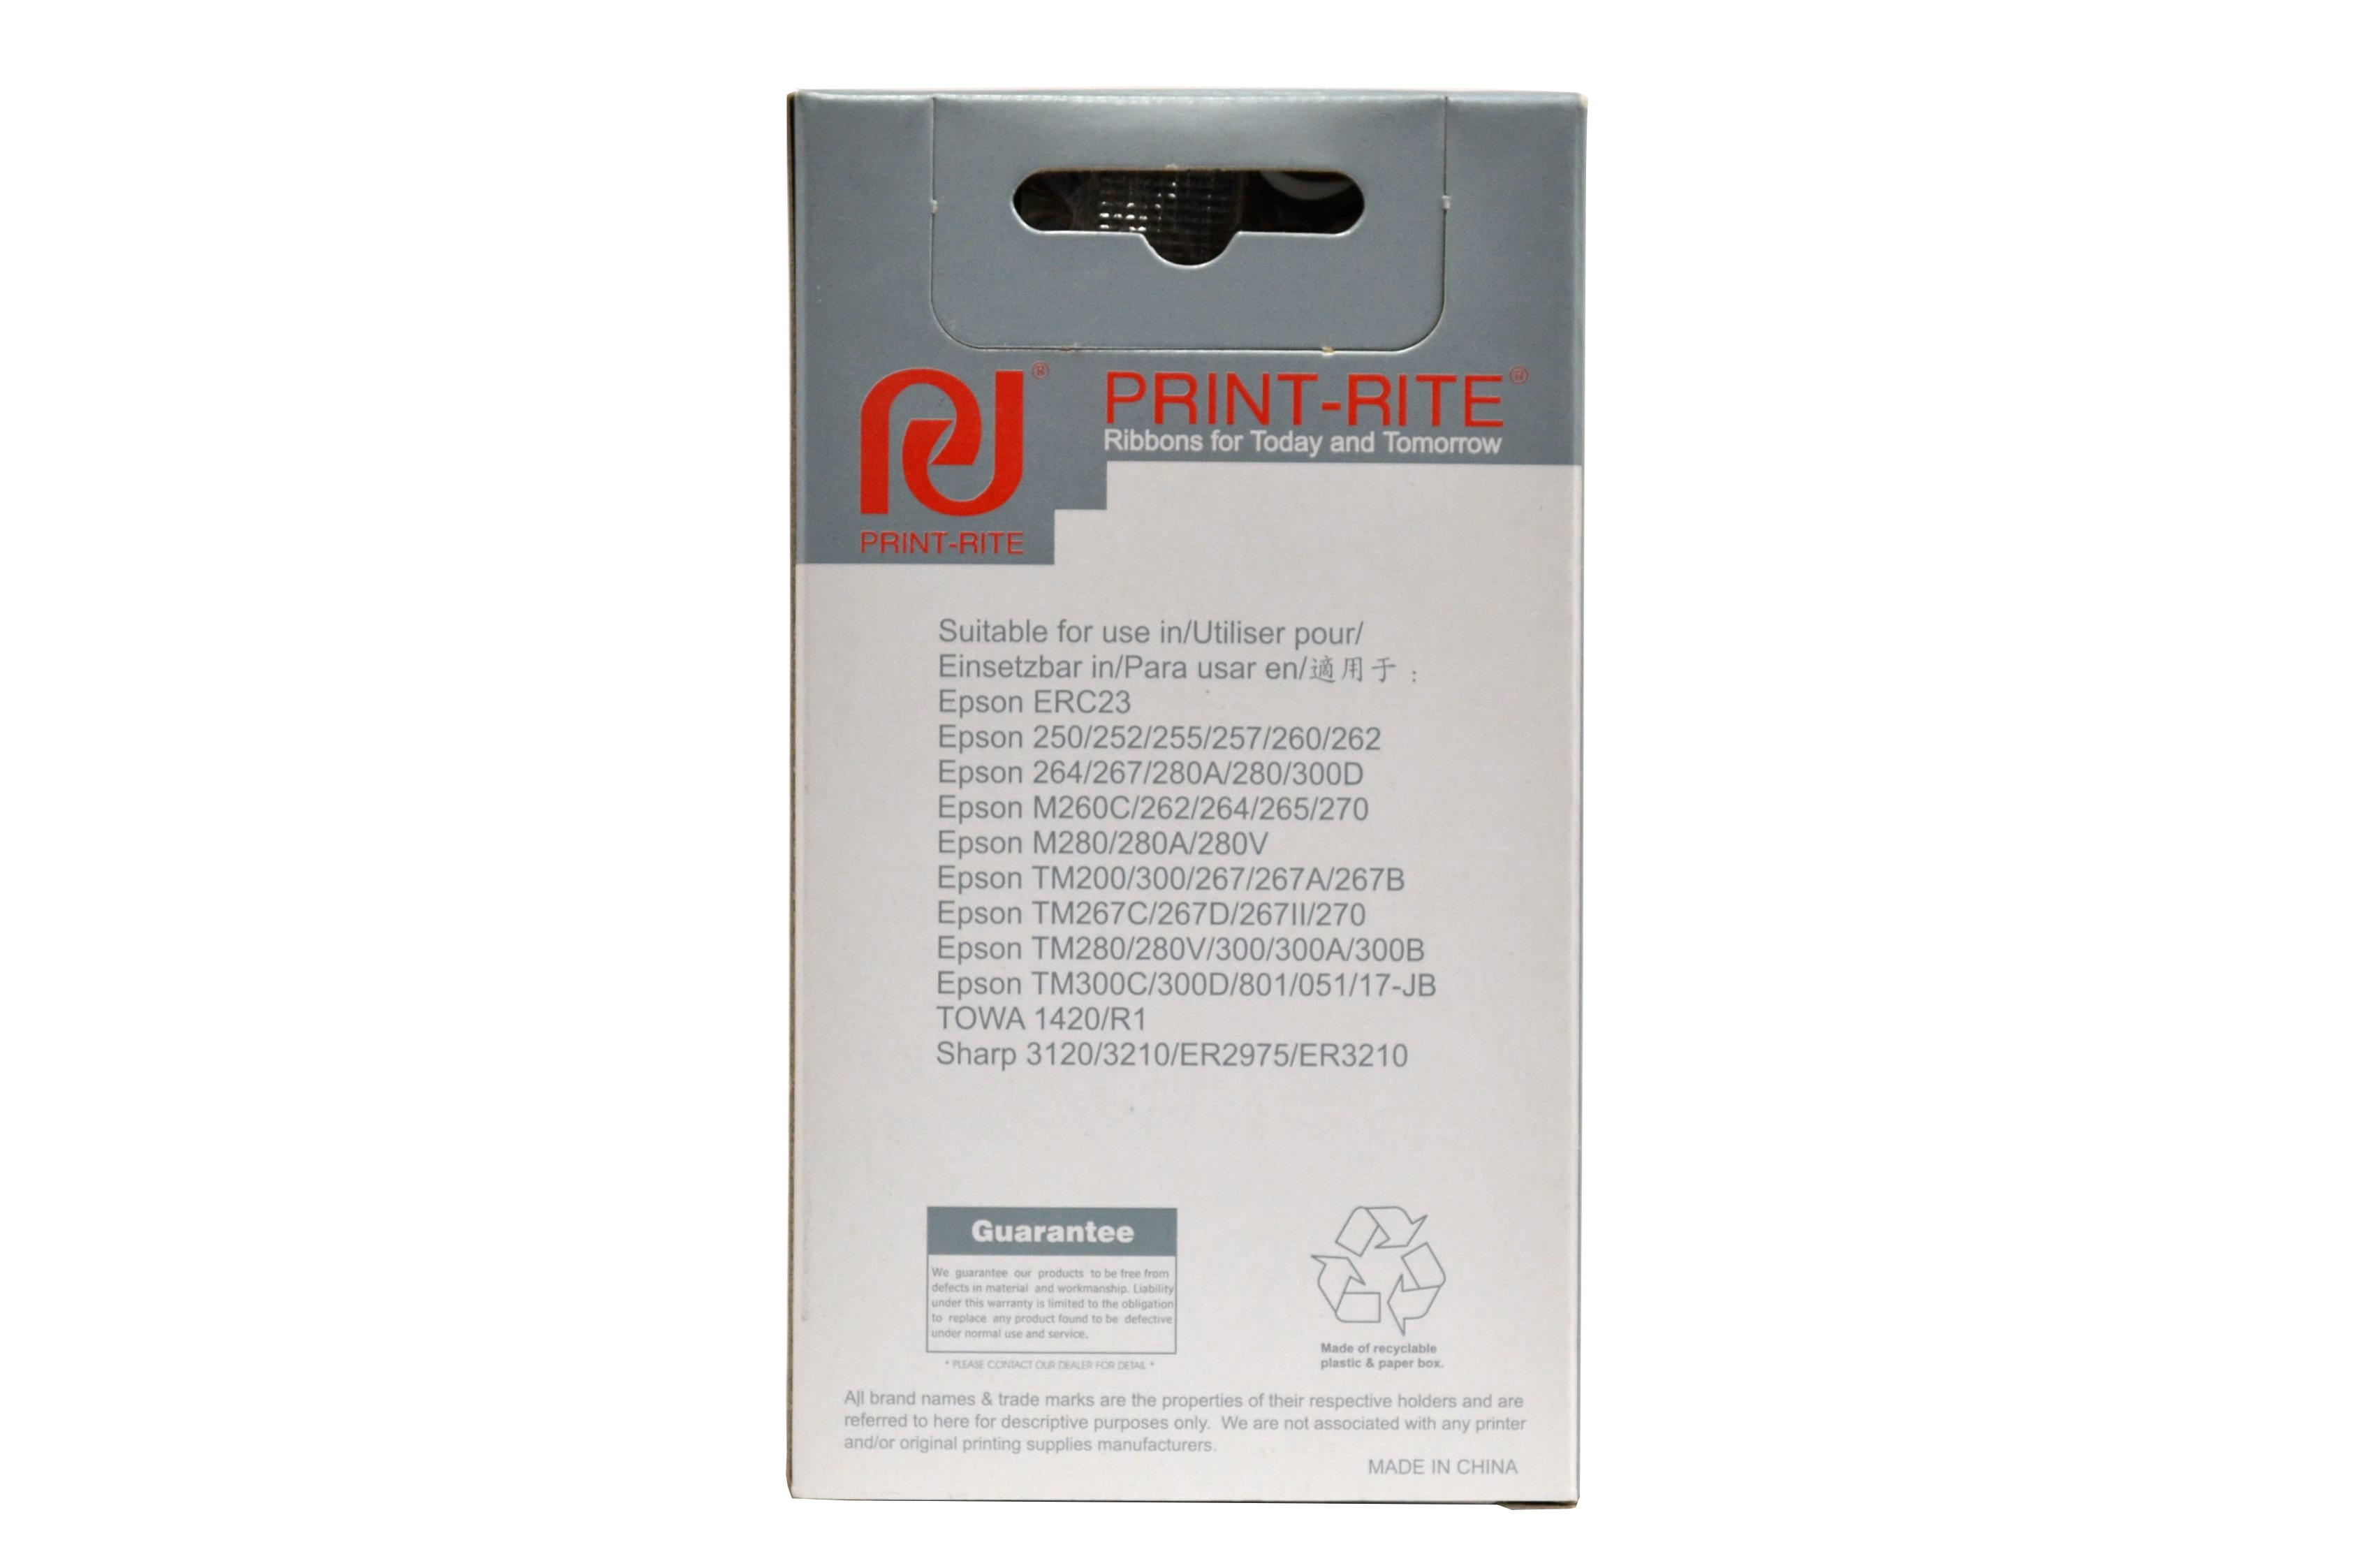 PRINT-RITE®
Ribbons for Today and Tomorrow
®
PRINT-RITE
Suitable for use in/Utiliser pour/
Einsetzbar in/Para usar en/適用于：
Epson ERC23
Epson 250/252/255/257/260/262
Epson 264/267/280A/280/300D
Epson M260C/262/264/265/270
Epson M280/280A/280V
Epson TM200/300/267/267A/267B
Epson TM267C/267D/267II/270
Epson TM280/280V/300/300A/300B
Epson TM300C/300D/801/051/17-JB
TOWA 1420/R1
Sharp 3120/3210/ER2975/ER3210
Guarantee
We guarantee our products to be free from
defects in material and workmanship. Liability
under this warranty is limited to the obligation
to replace any product found to be defective
under normal use and service.
* PLEASE CONTACT OUR DEALER FOR DETAIL *
Made of recyclable
plastic & paper box.
All brand names & trade marks are the properties of their respective holders and are
referred to here for descriptive purposes only. We are not associated with any printer
and/or original printing supplies manufacturers.
MADE IN CHINA